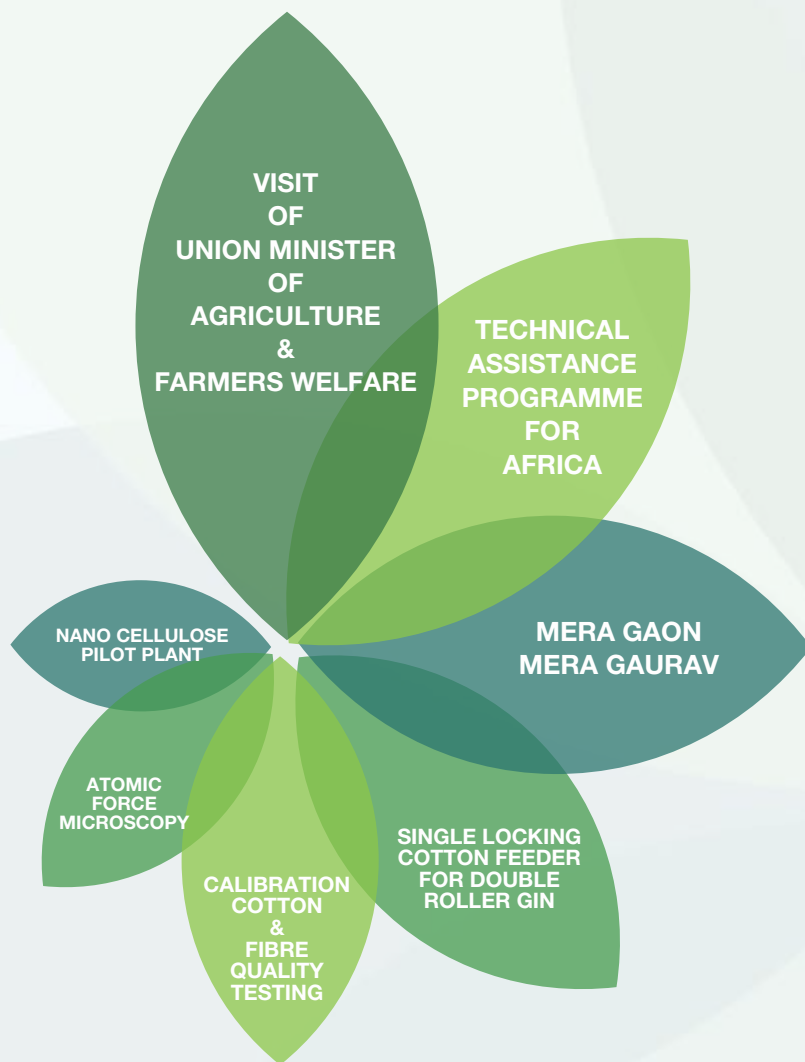 VISIT
OF
UNION MINISTER
OF
AGRICULTURE
&
FARMERS WELFARE
TECHNICAL
ASSISTANCE
PROGRAMME
FOR
AFRICA
MERA GAON
MERA GAURAV
SINGLE LOCKING
COTTON FEEDER
FOR DOUBLE
ROLLER GIN
CALIBRATION
COTTON
&
FIBRE
QUALITY
TESTING
ATOMIC
FORCE
MICROSCOPY
NANO CELLULOSE
PILOT PLANT